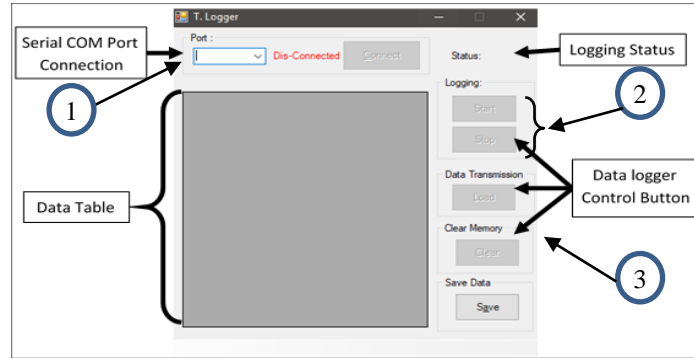 T. Logger
Serial COM Port
Connection
Port :
Dis-Connected
Connect
Status:
Logging Status
1
Logging:
Start
Stop
2
Data Table
Data Transmission
Load
Data logger
Control Button
Clear Memory
Clear
3
Save Data
Save